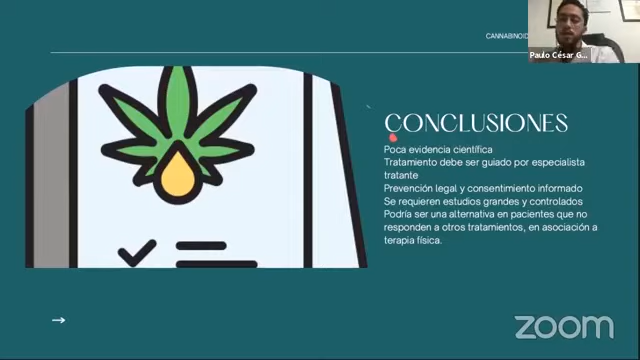 CANNABINOID
Paulo César G...
CONCLUSIONES
Poca evidencia científica
Tratamiento debe ser guiado por especialista
tratante
Prevención legal y consentimiento informado
Se requieren estudios grandes y controlados
Podría ser una alternativa en pacientes que no
responden a otros tratamientos, en asociación a
terapia física.
zoom